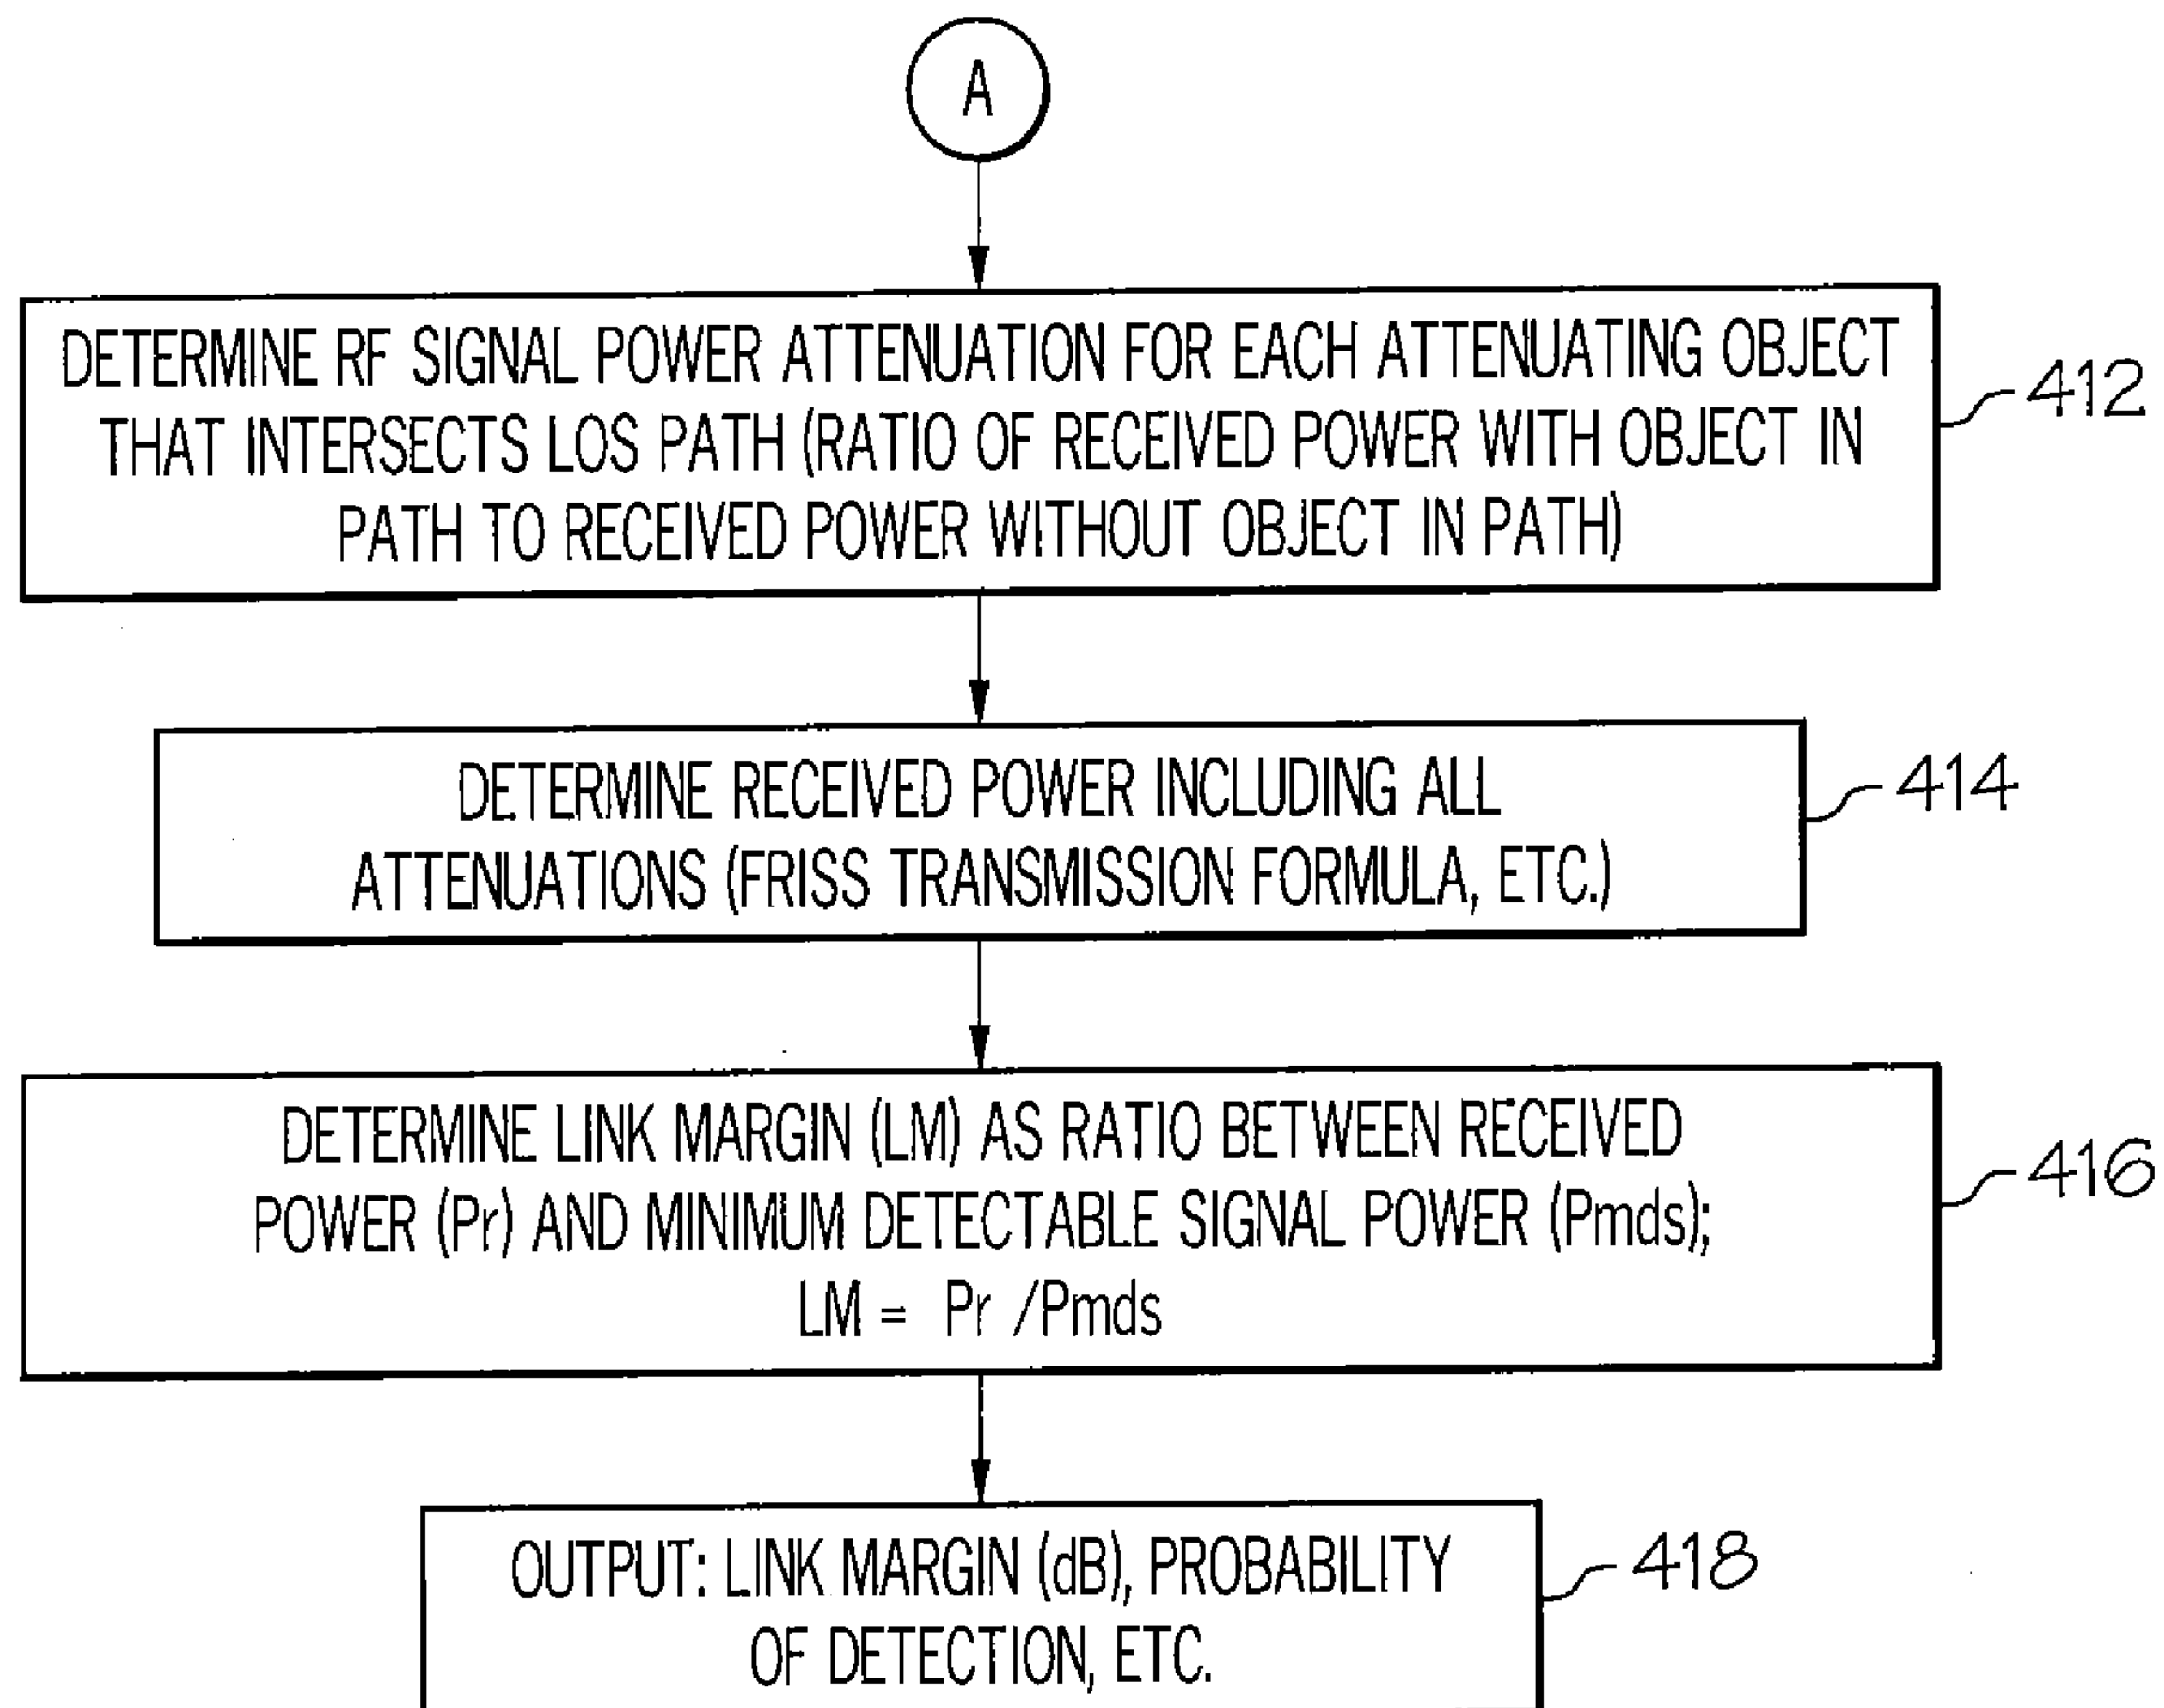 A
DETERMINE RF SIGNAL POWER ATTENUATION FOR EACH ATTENUATING OBJECT
THAT INTERSECTS LOS PATH (RATIO OF RECEIVED POWER WITH OBJECT IN
PATH TO RECEIVED POWER WITHOUT OBJECT IN PATH)
412
DETERMINE RECEIVED POWER INCLUDING ALL
ATTENUATIONS (FRISS TRANSMISSION FORMULA, ETC.)
414
DETERMINE LINK MARGIN (LM) AS RATIO BETWEEN RECEIVED
POWER (Pr) AND MINIMUM DETECTABLE SIGNAL POWER (Pmds);
LM = Pr /Pmds
416
OUTPUT: LINK MARGIN (dB), PROBABILITY
OF DETECTION, ETC.
418